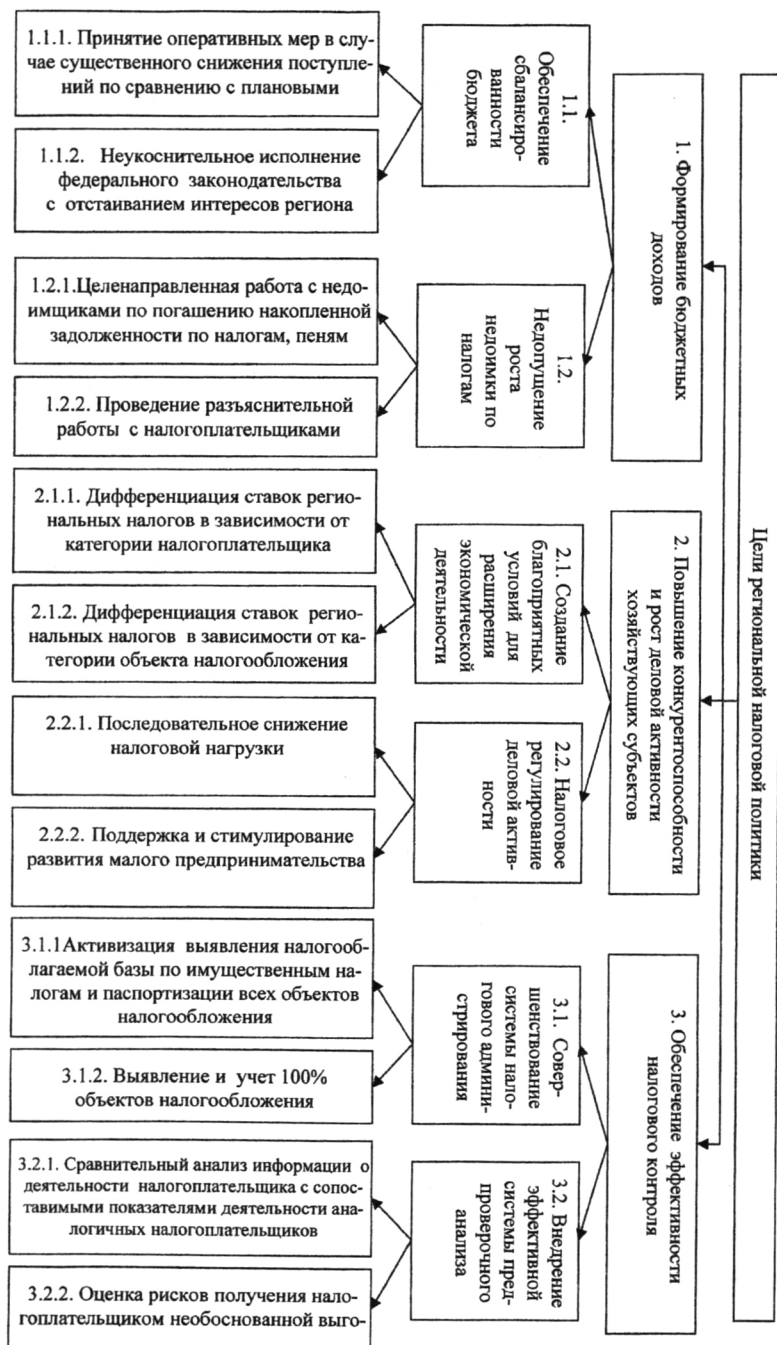 Цели региональной налоговой политики
1. Формирование бюджетных
доходов
1.1.
Обеспечение
сбалансиро-
ванности
бюджета
1.1.1. Принятие оперативных мер в слу-
чае существенного снижения поступле-
ний по сравнению с плановыми
1.1.2. Неукоснительное исполнение
федерального законодательства
с отстаиванием интересов региона
1.2.
Недопущение
роста
недоимки по
налогам
1.2.1.Целенаправленная работа с недо-
имщиками по погашению накопленной
задолженности по налогам, пеням
1.2.2. Проведение разъяснительной
работы с налогоплательщиками
2. Повышение конкурентоспособности
и рост деловой активности
хозяйствующих субъектов
2.1. Создание
благоприятных
условий для
расширения
экономической
деятельности
2.1.1. Дифференциация ставок регио-
нальных налогов в зависимости от
категории налогоплательщика
2.1.2. Дифференциация ставок регио-
нальных налогов в зависимости от ка-
тегории объекта налогообложения
2.2. Налоговое
регулирование
деловой актив-
ности
2.2.1. Последовательное снижение
налоговой нагрузки
2.2.2. Поддержка и стимулирование
развития малого предпринимательства
3. Обеспечение эффективности
налогового контроля
3.1. Совер-
шенствование
системы нало-
гового админи-
стрирования
3.1.1Активизация выявления налогооб-
лагаемой базы по имущественным на-
логам и паспортизации всех объектов
налогообложения
3.1.2. Выявление и учет 100%
объектов налогообложения
3.2. Внедрение
эффективной
системы пред-
проверочного
анализа
3.2.1. Сравнительный анализ информации о
деятельности налогоплательщика с сопос-
тавимыми показателями деятельности ана-
логичных налогоплательщиков
3.2.2. Оценка рисков получения нало-
гоплательщиком необоснованной выго-